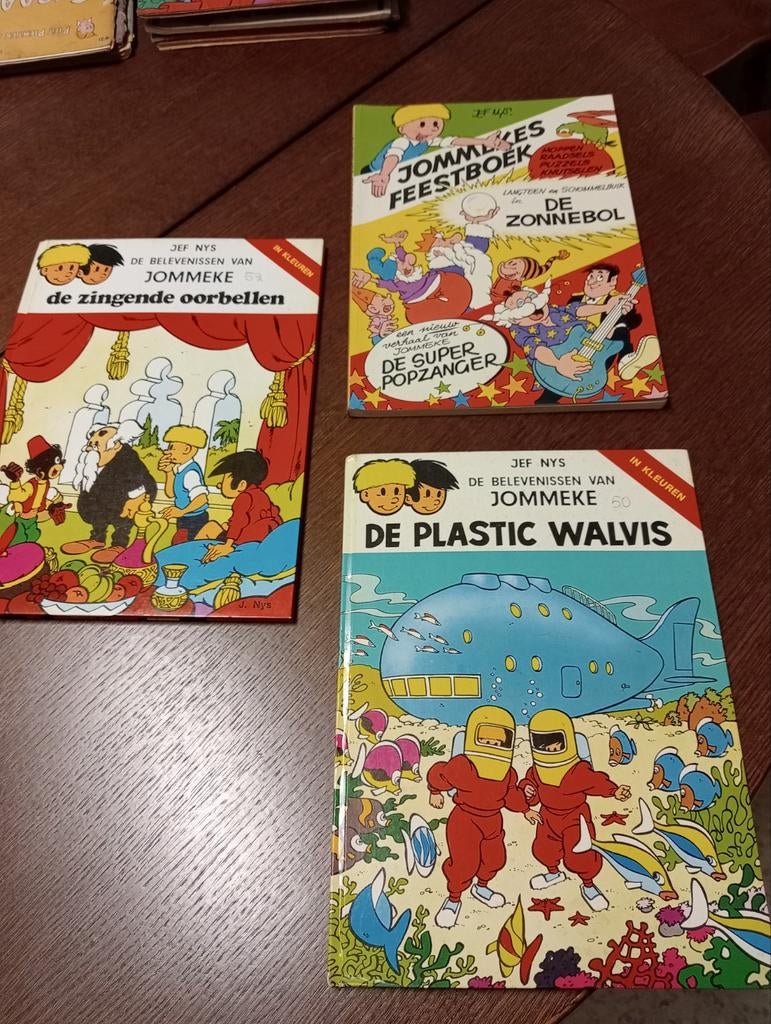 JEF NYS
DE BELEVENISSEN VAN
JOMMEKE
de zingende oorbellen
IN KLEUREN
J. Nys
JEF NYS
JOMMEKES
FEESTBOEK
MOPPEN
RAADSELS
PUZZELS
KNUTSELEN
LANGTEEN en SCHOMMELBUIK
in
DE
ZONNEBOL
een nieuw
verhaal van
JOMMEKE
DE SUPER
POPZANGER
JEF NYS
DE BELEVENISSEN VAN
JOMMEKE 50
DE PLASTIC WALVIS
IN KLEUREN